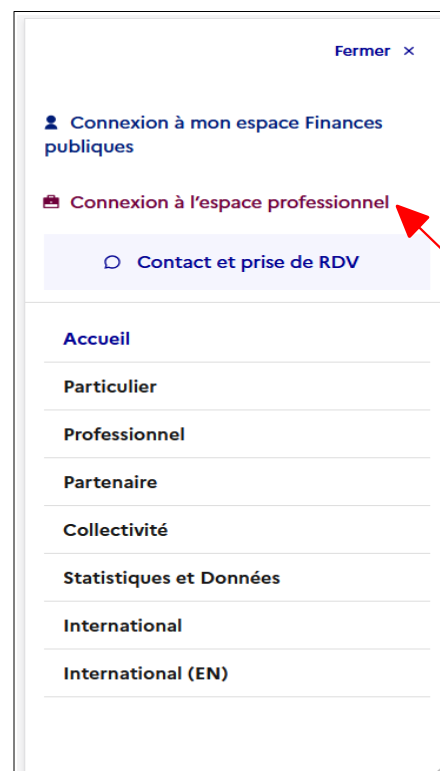 Fermer ×
Connexion à mon espace Finances
publiques
Connexion à l’espace professionnel
Contact et prise de RDV
Accueil
Particulier
Professionnel
Partenaire
Collectivité
Statistiques et Données
International
International (EN)